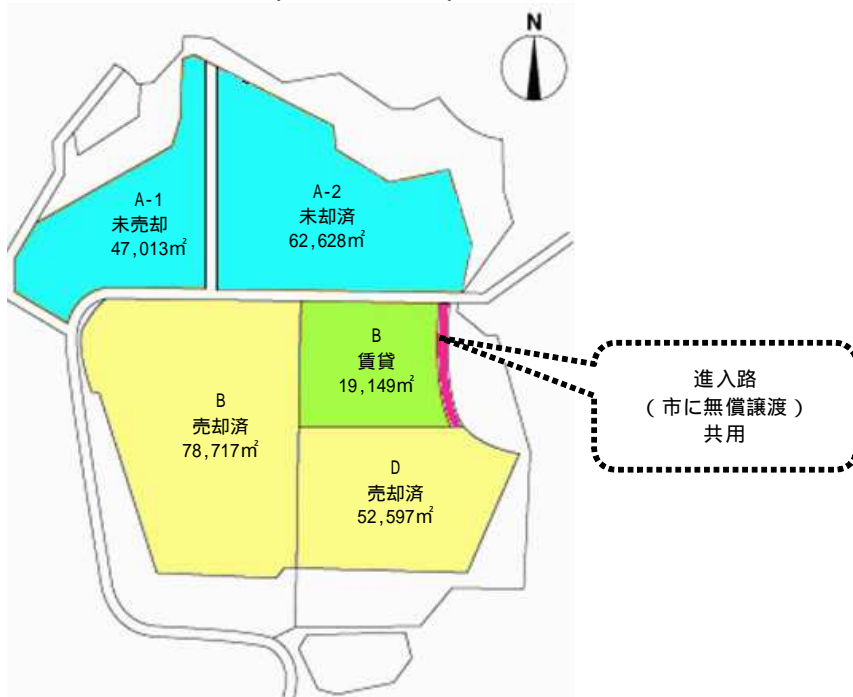 N
A-1
未売却
47,013㎡
A-2
未却済
62,628㎡
B
賃貸
19,149㎡
B
売却済
78,717㎡
D
売却済
52,597㎡
進入路
（市に無償譲渡）
共用